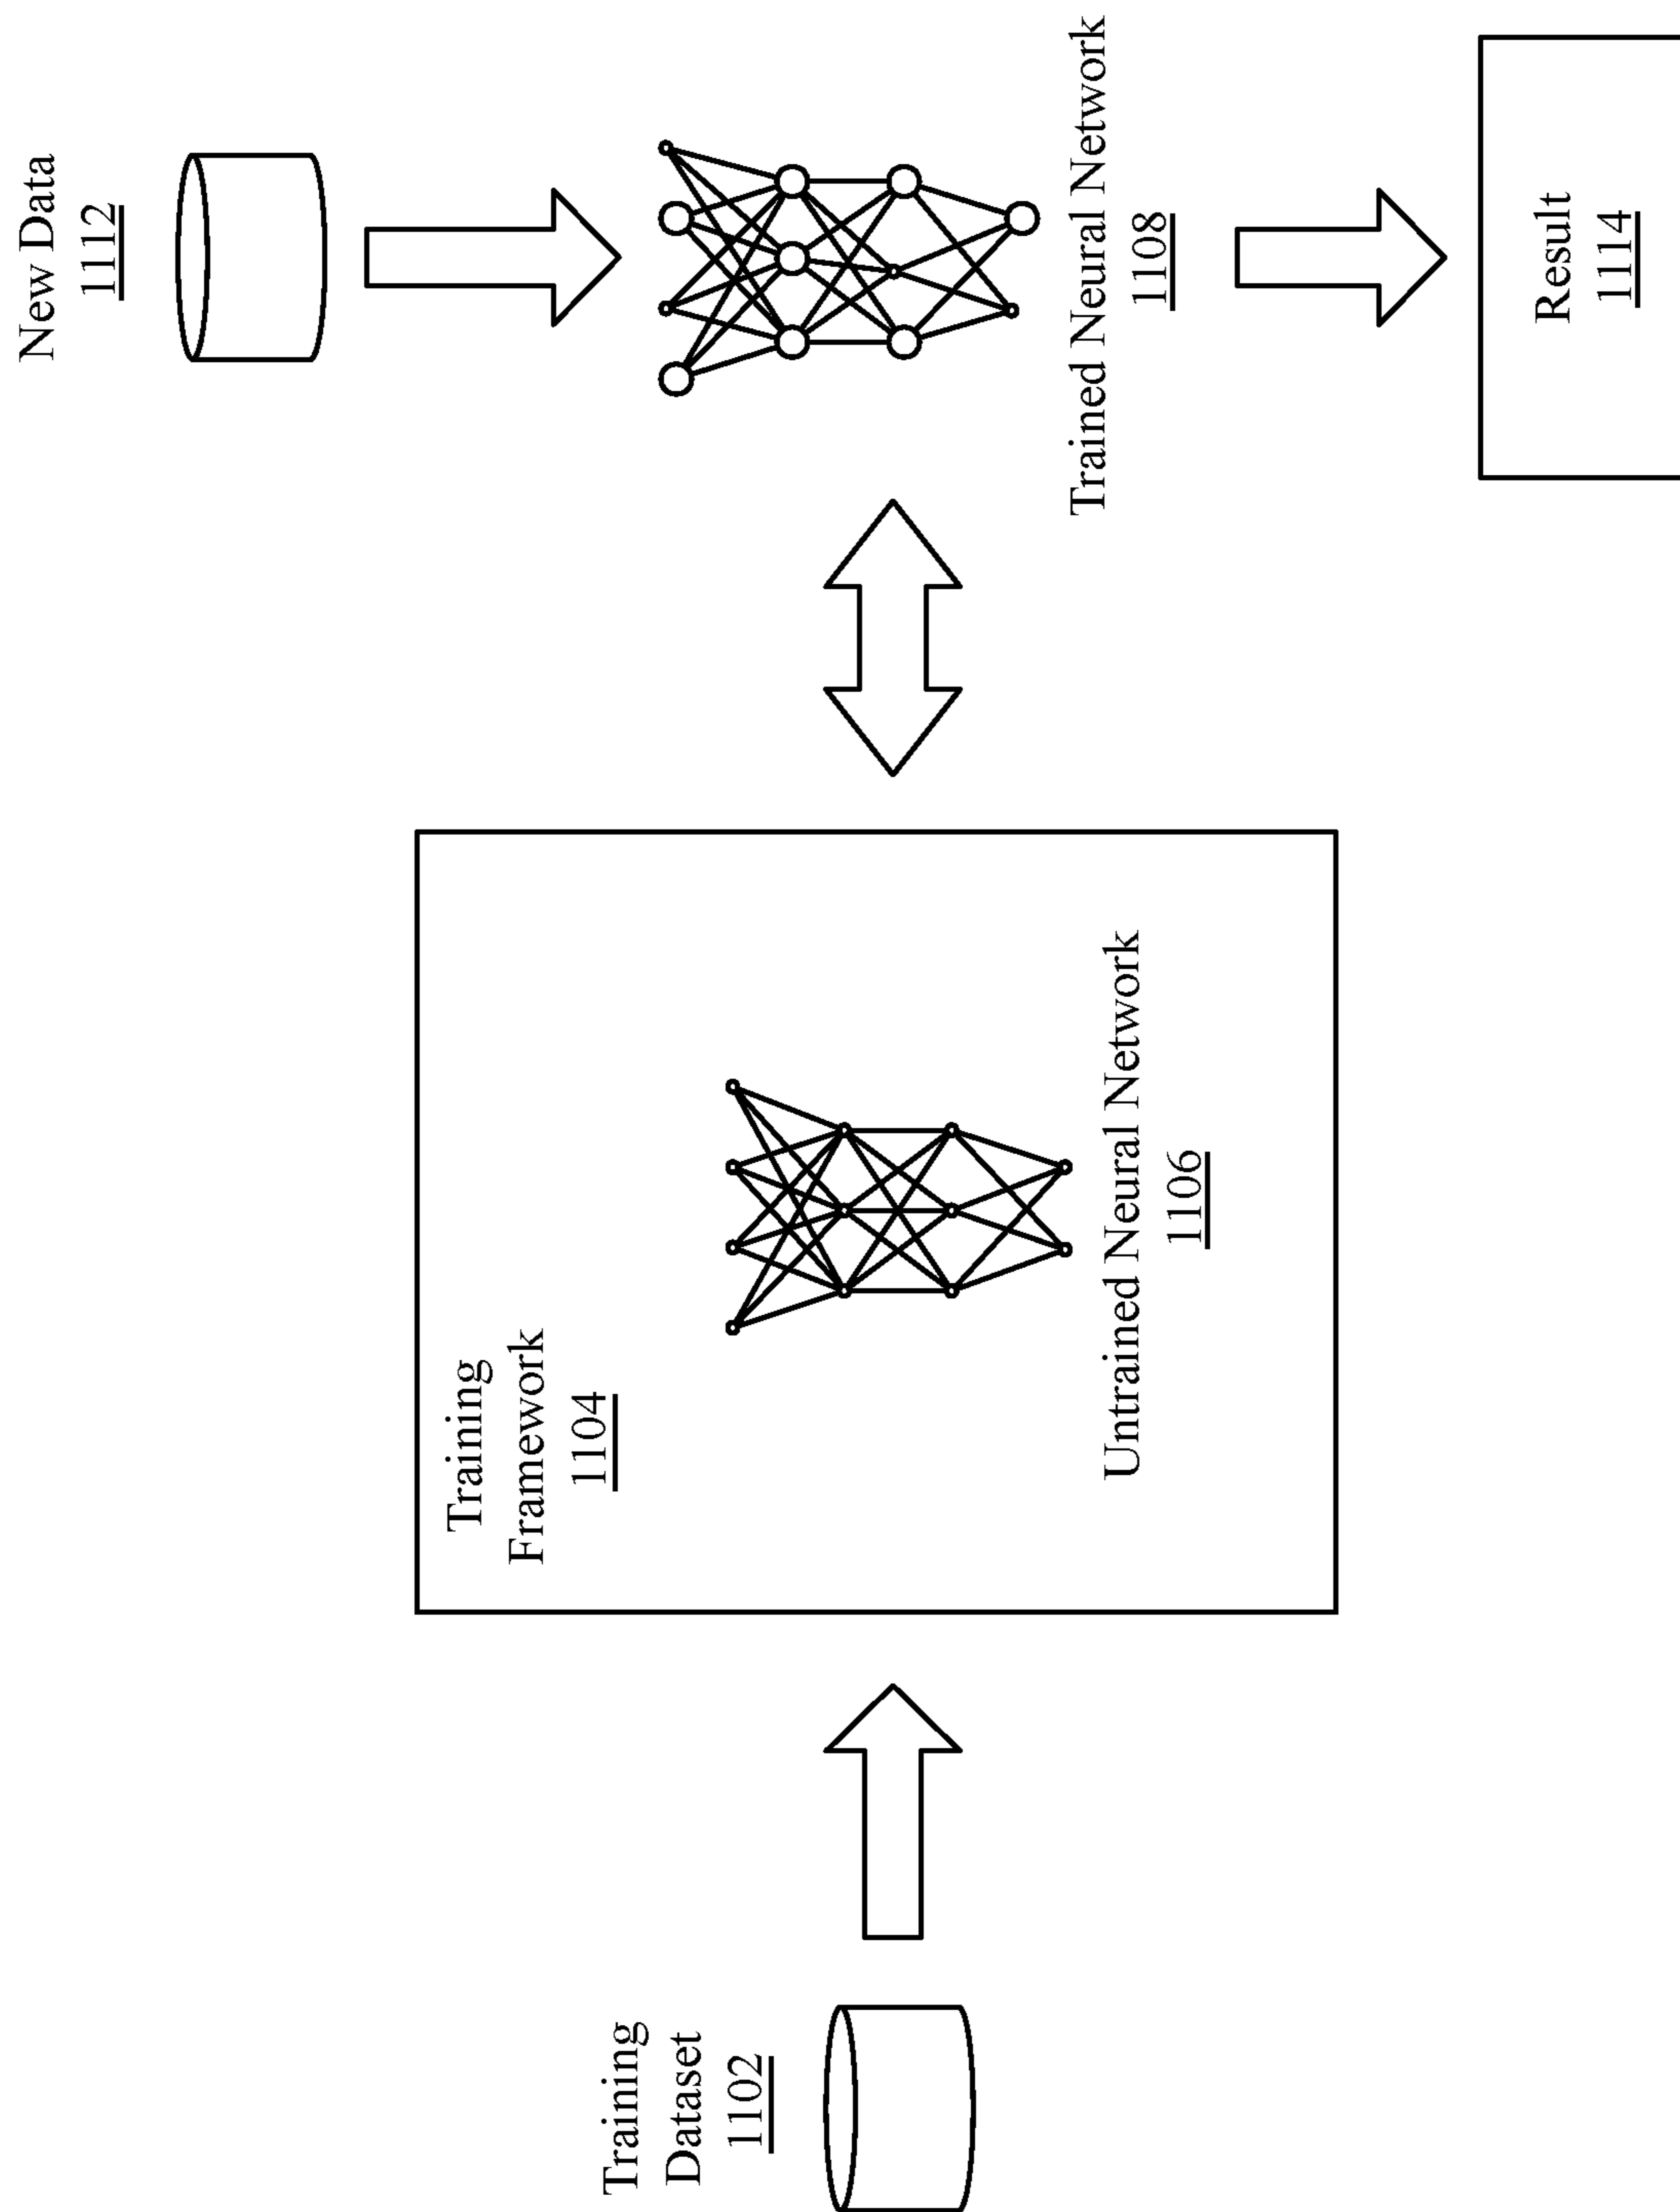 Training
Dataset
1102
Training
Framework
1104
Untrained Neural Network
1106
New Data
1112
Trained Neural Network
1108
Result
1114